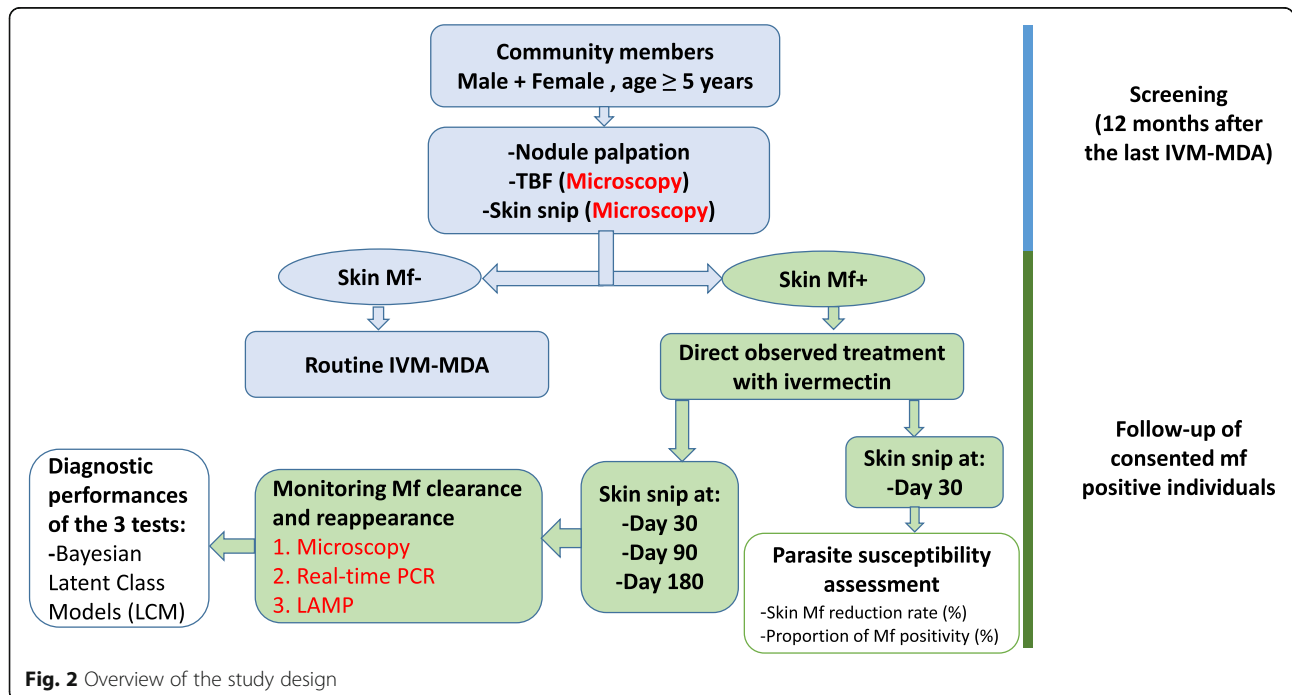 Community members
Male + Female , age ≥ 5 years
Screening
(12 months after
the last IVM-MDA)
-Nodule palpation
-TBF (Microscopy)
-Skin snip (Microscopy)
Skin Mf-
Skin Mf+
Routine IVM-MDA
Direct observed treatment
with ivermectin
Follow-up of
consented mf
positive individuals
Skin snip at:
-Day 30
Skin snip at:
-Day 30
-Day 90
-Day 180
Monitoring Mf clearance
and reappearance
1. Microscopy
2. Real-time PCR
3. LAMP
Diagnostic
performances
of the 3 tests:
-Bayesian
Latent Class
Models (LCM)
Parasite susceptibility
assessment
-Skin Mf reduction rate (%)
-Proportion of Mf positivity (%)
Fig. 2 Overview of the study design